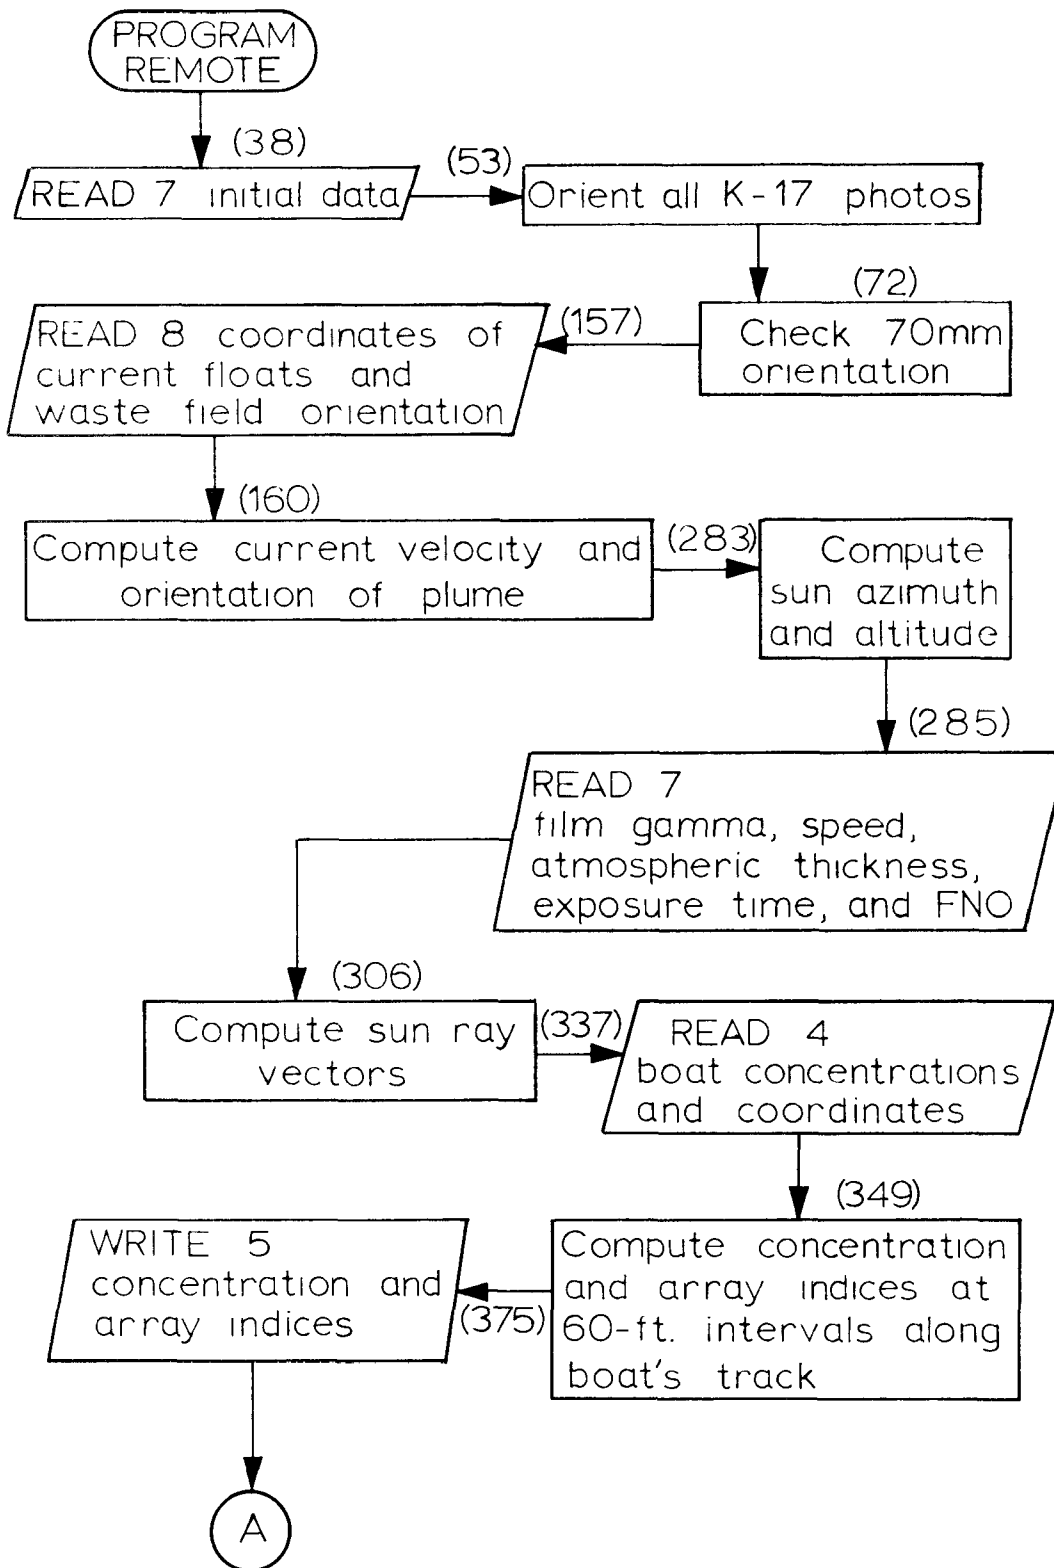 PROGRAM
REMOTE
(38)
READ 7 initial data
(53)
Orient all K-17 photos
(72)
Check 70mm
orientation
(157)
READ 8 coordinates of
current floats and
waste field orientation
(160)
Compute current velocity and
orientation of plume
(283)
Compute
sun azimuth
and altitude
(285)
READ 7
film gamma, speed,
atmospheric thickness,
exposure time, and FNO
(306)
Compute sun ray
vectors
(337)
READ 4
boat concentrations
and coordinates
(349)
Compute concentration
and array indices at
60-ft. intervals along
boat's track
(375)
WRITE 5
concentration and
array indices
A